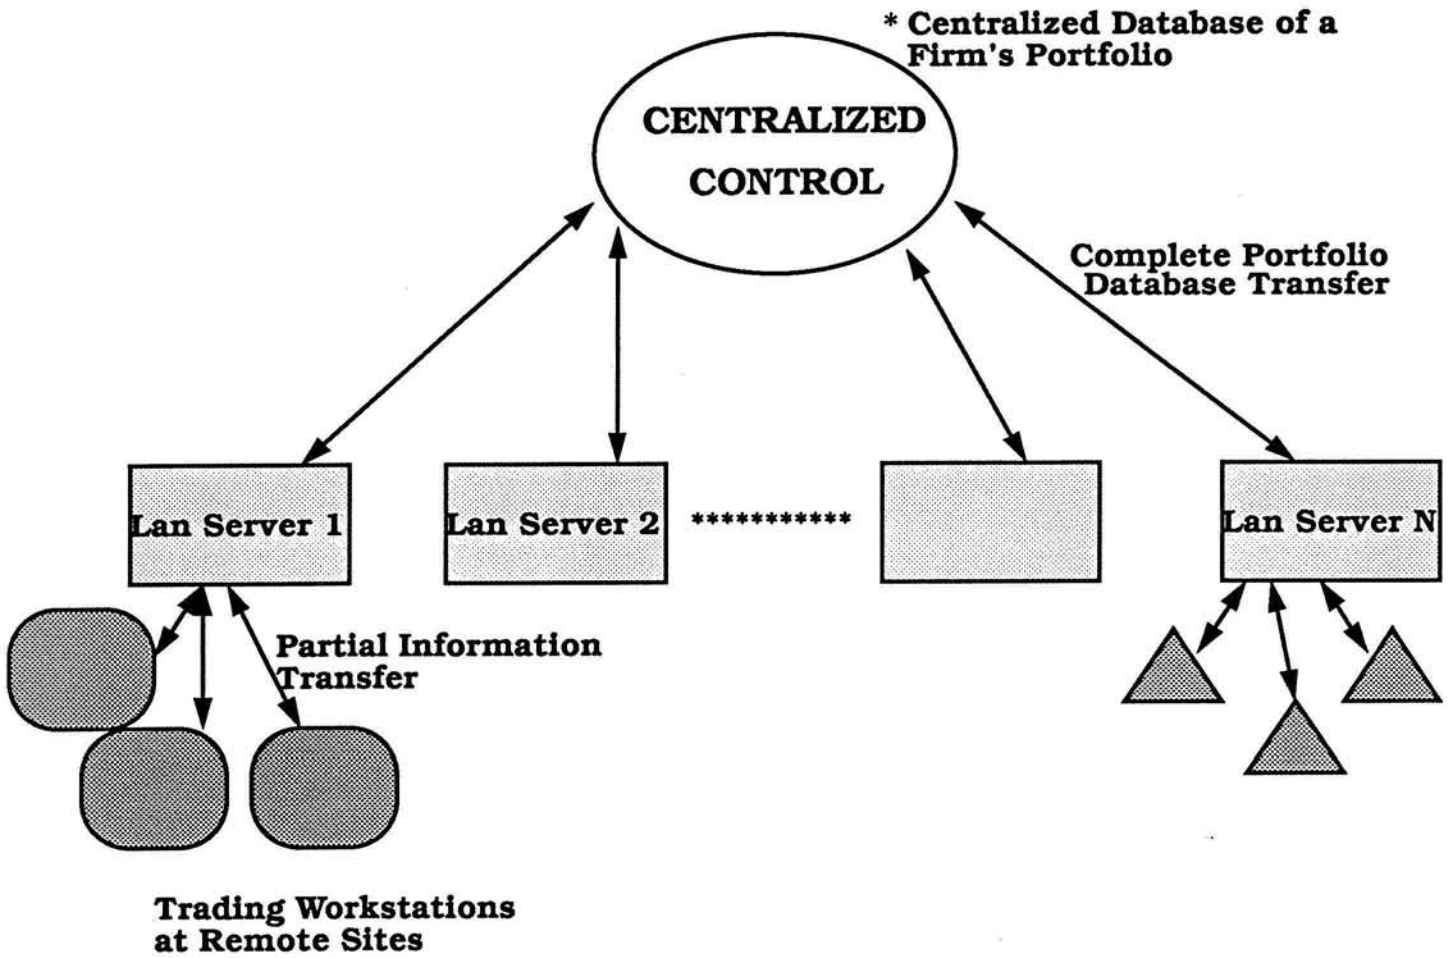 * Centralized Database of a
Firm's Portfolio
CENTRALIZED
CONTROL
Complete Portfolio
Database Transfer
Lan Server 1
Lan Server 2
***********
Lan Server N
Partial Information
Transfer
Trading Workstations
at Remote Sites